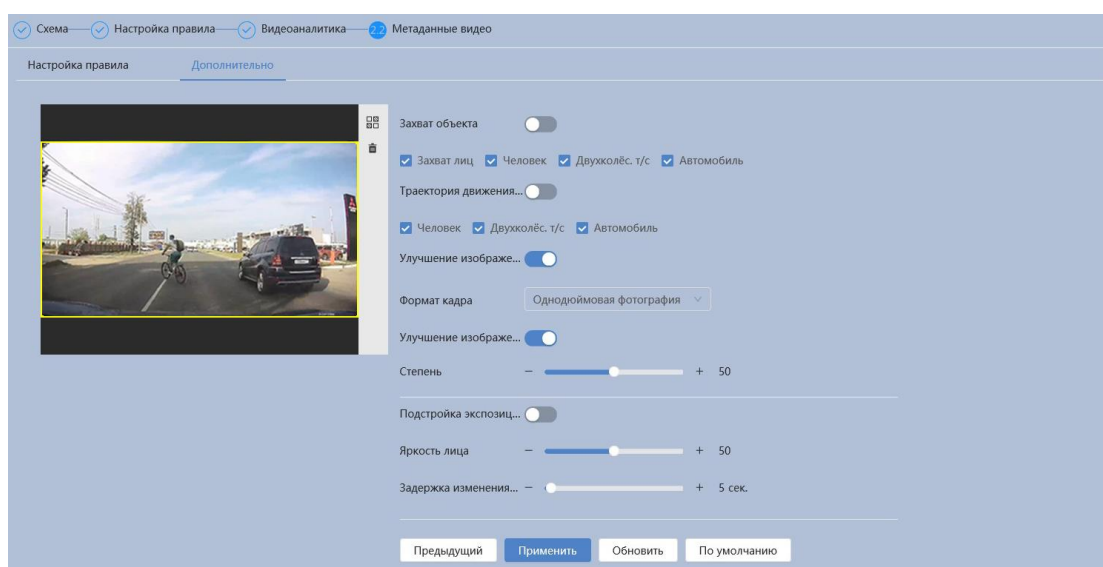 Схема Настройка правила Видеоаналитика 2.2 Метаданные видео
Настройка правила Дополнительно
Захват объекта
Захват лиц Человек Двухколёс. т/с Автомобиль
Траектория движения...
Человек Двухколёс. т/с Автомобиль
Улучшение изображе...
Формат кадра Однодюймовая фотография
Улучшение изображе...
Степень − + 50
Подстройка экспозиц...
Яркость лица − + 50
Задержка изменения... − + 5 сек.
Предыдущий Применить Обновить По умолчанию